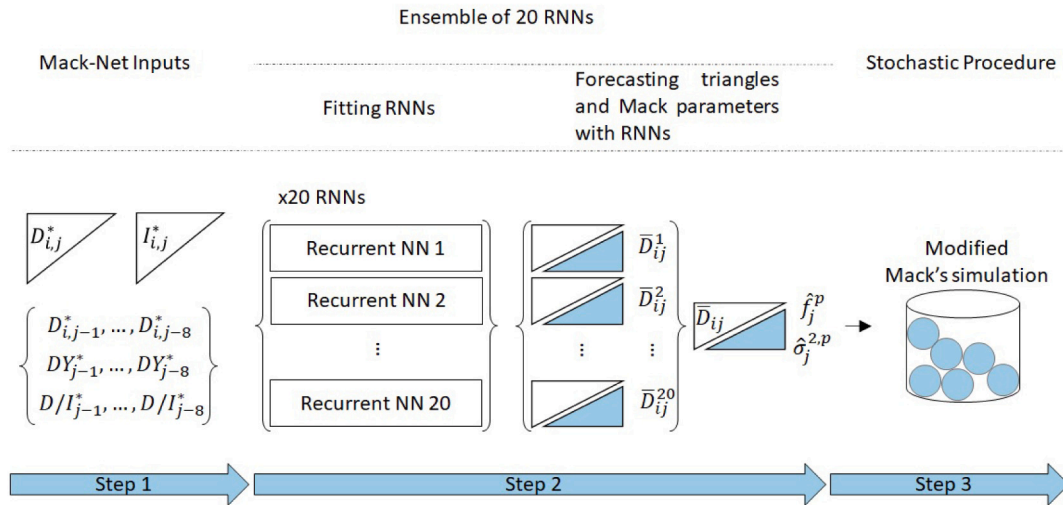 Ensemble of 20 RNNs
Mack-Net Inputs
Stochastic Procedure
Fitting RNNs
Forecasting triangles
and Mack parameters
with RNNs
x20 RNNs
D*i,j
I*i,j
D*i,j−1, …, D*i,j−8
DY*j−1, …, DY*j−8
D/I*j−1, …, D/I*j−8
Recurrent NN 1
Recurrent NN 2
⋮
Recurrent NN 20
D̅¹ij
D̅²ij
⋮ ⋮
D̅²⁰ij
D̅ij
f̂ᵖj
σ̂²,ᵖj
Modified
Mack's simulation
Step 1
Step 2
Step 3